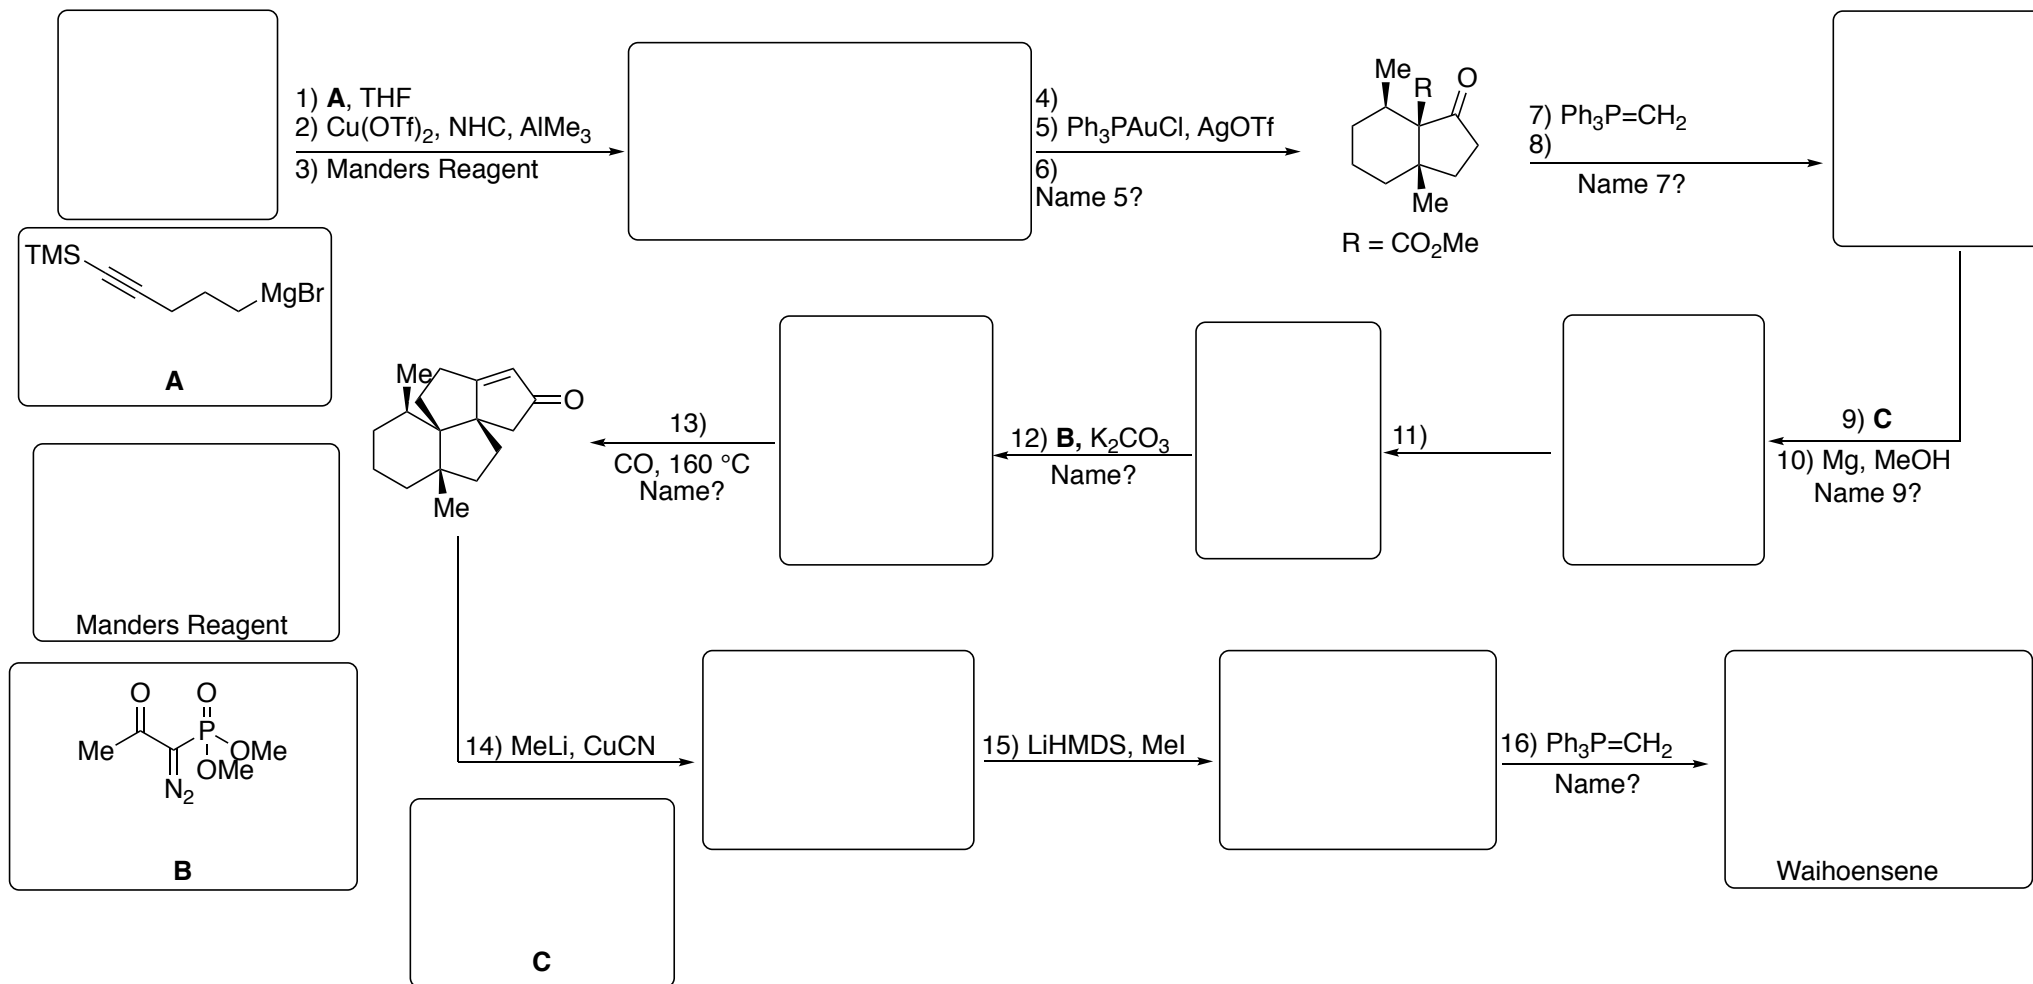 1) A, THF
2) Cu(OTf)2, NHC, AlMe3
3) Manders Reagent
4)
5) Ph3PAuCl, AgOTf
6)
Name 5?
Me
R
O
Me
R = CO2Me
7) Ph3P=CH2
8)
Name 7?
TMS
MgBr
A
Me
O
Me
13)
CO, 160 °C
Name?
12) B, K2CO3
Name?
11)
9) C
10) Mg, MeOH
Name 9?
Manders Reagent
O
O
Me
P
OMe
OMe
N2
B
14) MeLi, CuCN
15) LiHMDS, MeI
16) Ph3P=CH2
Name?
Waihoensene
C